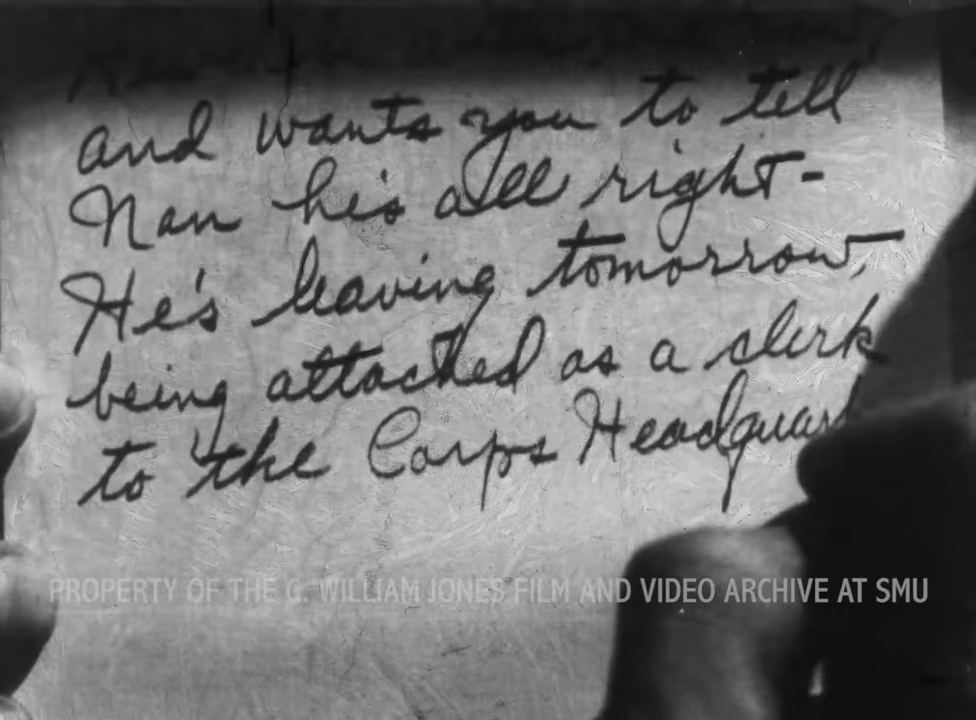 and wants you to tell
Nan he's all right -
He's leaving tomorrow,
being attached as a clerk
to the Corps
PROPERTY OF THE G. WILLIAM JONES FILM AND VIDEO ARCHIVE AT SMU